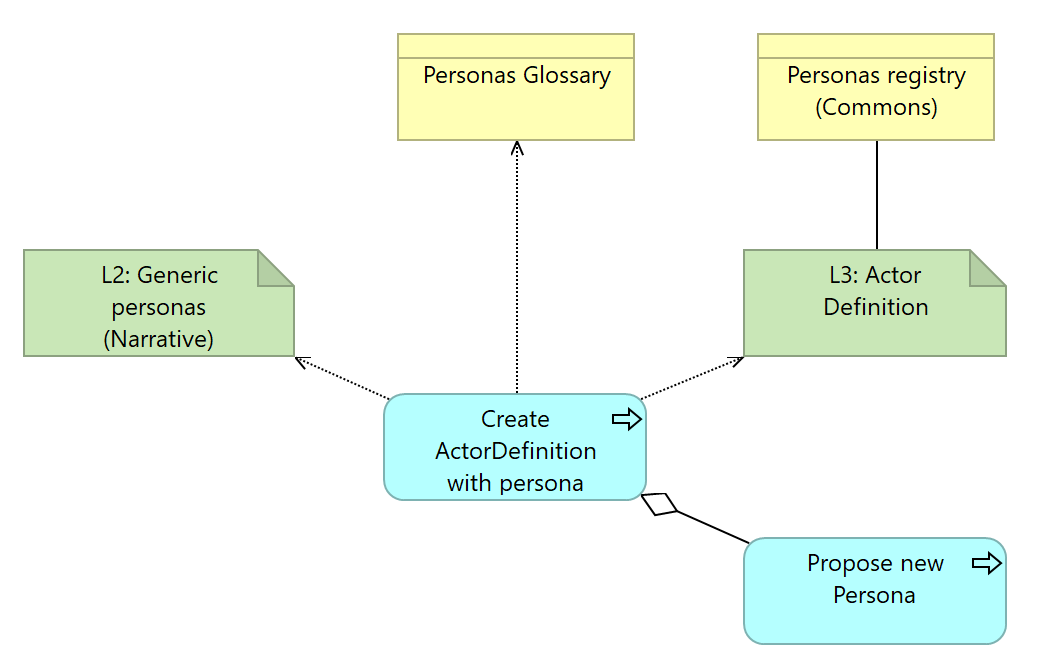 Personas Glossary
Personas registry
(Commons)
L2: Generic
personas
(Narrative)
L3: Actor
Definition
Create
ActorDefinition
with persona
Propose new
Persona